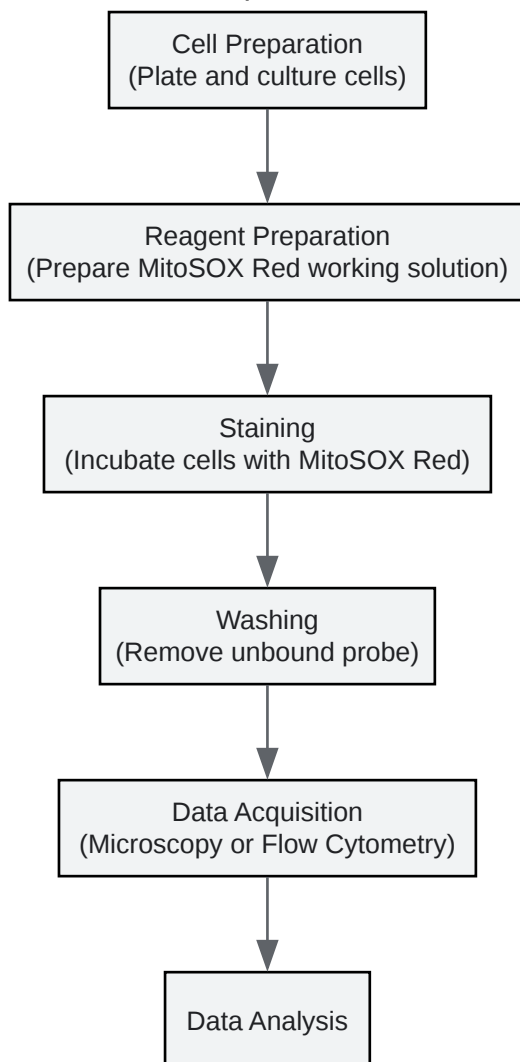 Cell Preparation
(Plate and culture cells)
Reagent Preparation
(Prepare MitoSOX Red working solution)
Staining
(Incubate cells with MitoSOX Red)
Washing
(Remove unbound probe)
Data Acquisition
(Microscopy or Flow Cytometry)
Data Analysis